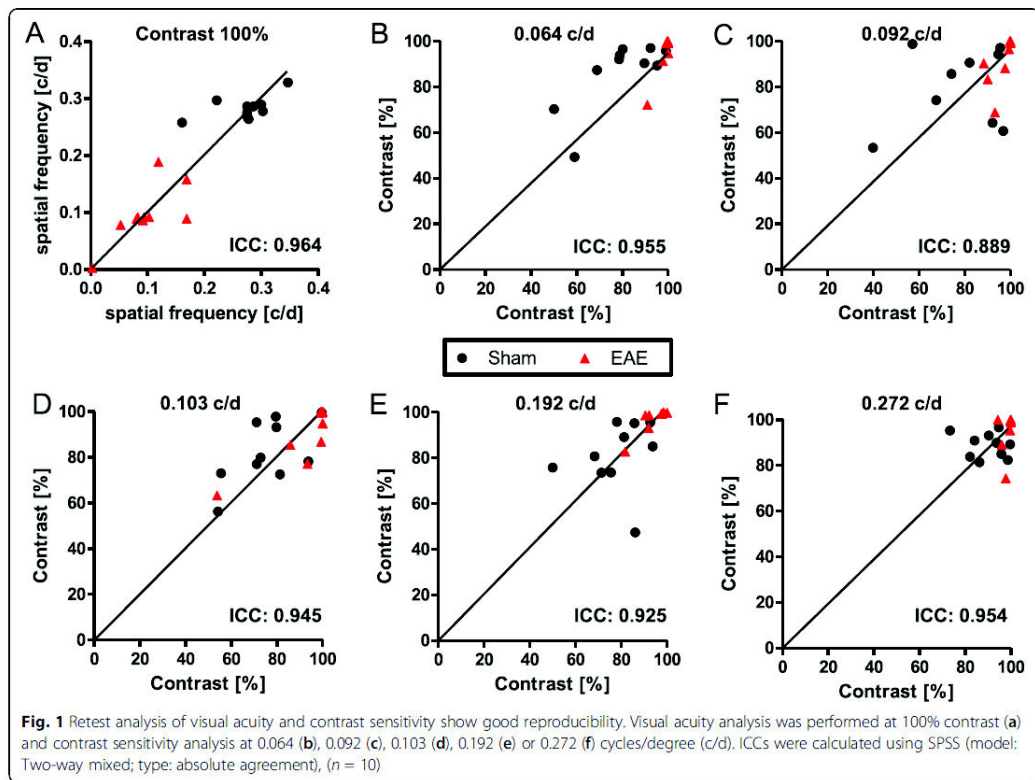 A
Contrast 100%
0.4
0.3
0.2
0.1
0.0
spatial frequency [c/d]
0.0 0.1 0.2 0.3 0.4
spatial frequency [c/d]
ICC: 0.964
B
0.064 c/d
100
80
60
40
20
0
Contrast [%]
0 20 40 60 80 100
Contrast [%]
ICC: 0.955
C
0.092 c/d
100
80
60
40
20
0
Contrast [%]
0 20 40 60 80 100
Contrast [%]
ICC: 0.889
Sham EAE
D
0.103 c/d
100
80
60
40
20
0
Contrast [%]
0 20 40 60 80 100
Contrast [%]
ICC: 0.945
E
0.192 c/d
100
80
60
40
20
0
Contrast [%]
0 20 40 60 80 100
Contrast [%]
ICC: 0.925
F
0.272 c/d
100
80
60
40
20
0
Contrast [%]
0 20 40 60 80 100
Contrast [%]
ICC: 0.954
Fig. 1 Retest analysis of visual acuity and contrast sensitivity show good reproducibility. Visual acuity analysis was performed at 100% contrast (a)
and contrast sensitivity analysis at 0.064 (b), 0.092 (c), 0.103 (d), 0.192 (e) or 0.272 (f) cycles/degree (c/d). ICCs were calculated using SPSS (model:
Two-way mixed; type: absolute agreement), (n = 10)